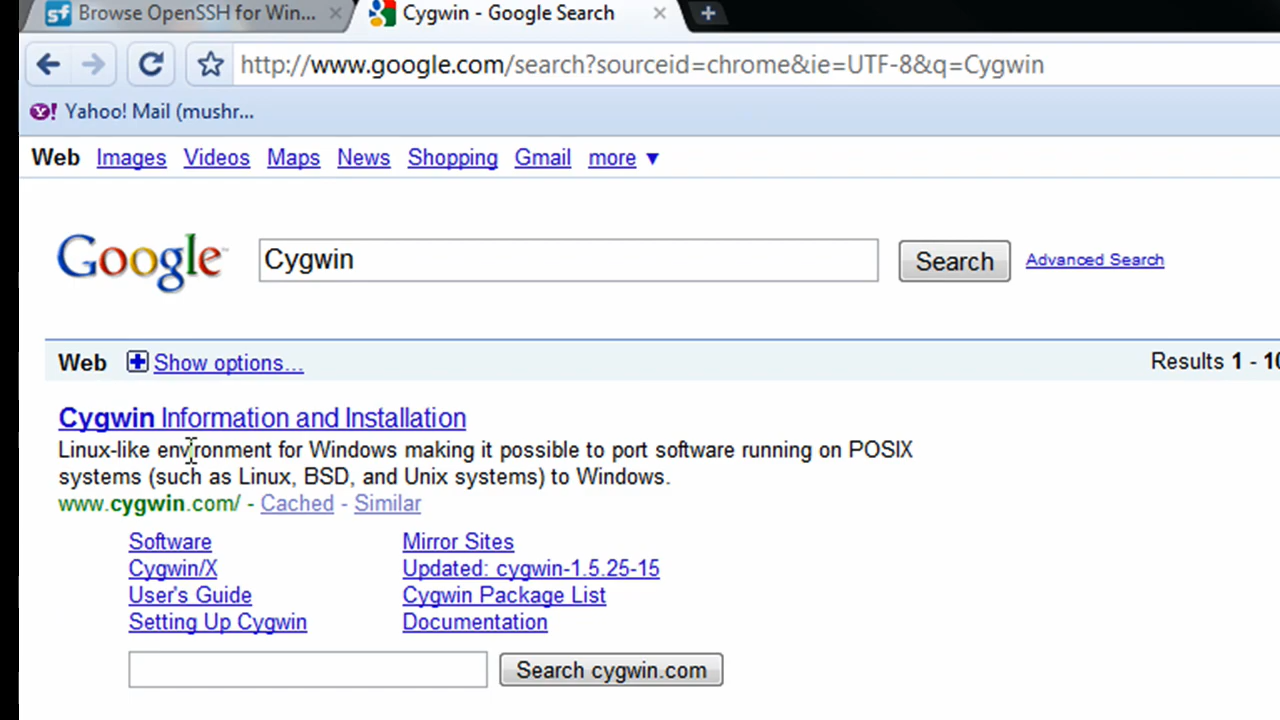 Browse OpenSSH for Win...
Cygwin - Google Search
http://www.google.com/search?sourceid=chrome&ie=UTF-8&q=Cygwin
Y! Yahoo! Mail (mushr...
Web Images Videos Maps News Shopping Gmail more ▼
Google Cygwin Search Advanced Search
Web Show options... Results 1 - 10
Cygwin Information and Installation
Linux-like environment for Windows making it possible to port software running on POSIX
systems (such as Linux, BSD, and Unix systems) to Windows.
www.cygwin.com/ - Cached - Similar
Software Mirror Sites
Cygwin/X Updated: cygwin-1.5.25-15
User's Guide Cygwin Package List
Setting Up Cygwin Documentation
Search cygwin.com